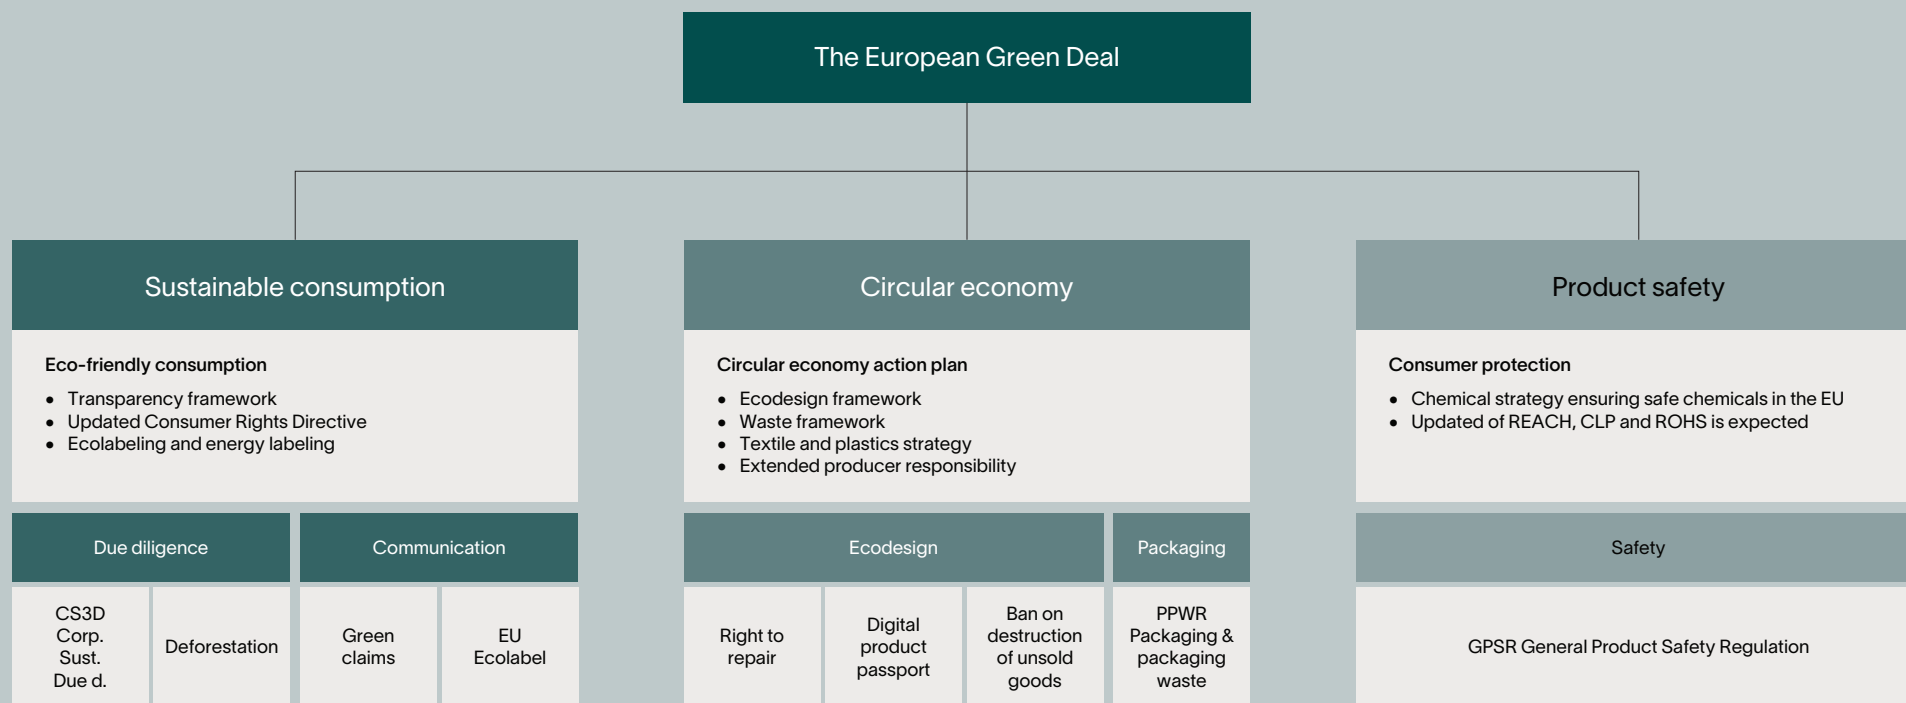 The European Green Deal
Sustainable consumption
Eco-friendly consumption
• Transparency framework
• Updated Consumer Rights Directive
• Ecolabeling and energy labeling
Due diligence
CS3D
Corp.
Sust.
Due d.
Deforestation
Communication
Green
claims
EU
Ecolabel
Circular economy
Circular economy action plan
• Ecodesign framework
• Waste framework
• Textile and plastics strategy
• Extended producer responsibility
Ecodesign
Right to
repair
Digital
product
passport
Ban on
destruction
of unsold
goods
Packaging
PPWR
Packaging &
packaging
waste
Product safety
Consumer protection
• Chemical strategy ensuring safe chemicals in the EU
• Updated of REACH, CLP and ROHS is expected
Safety
GPSR General Product Safety Regulation